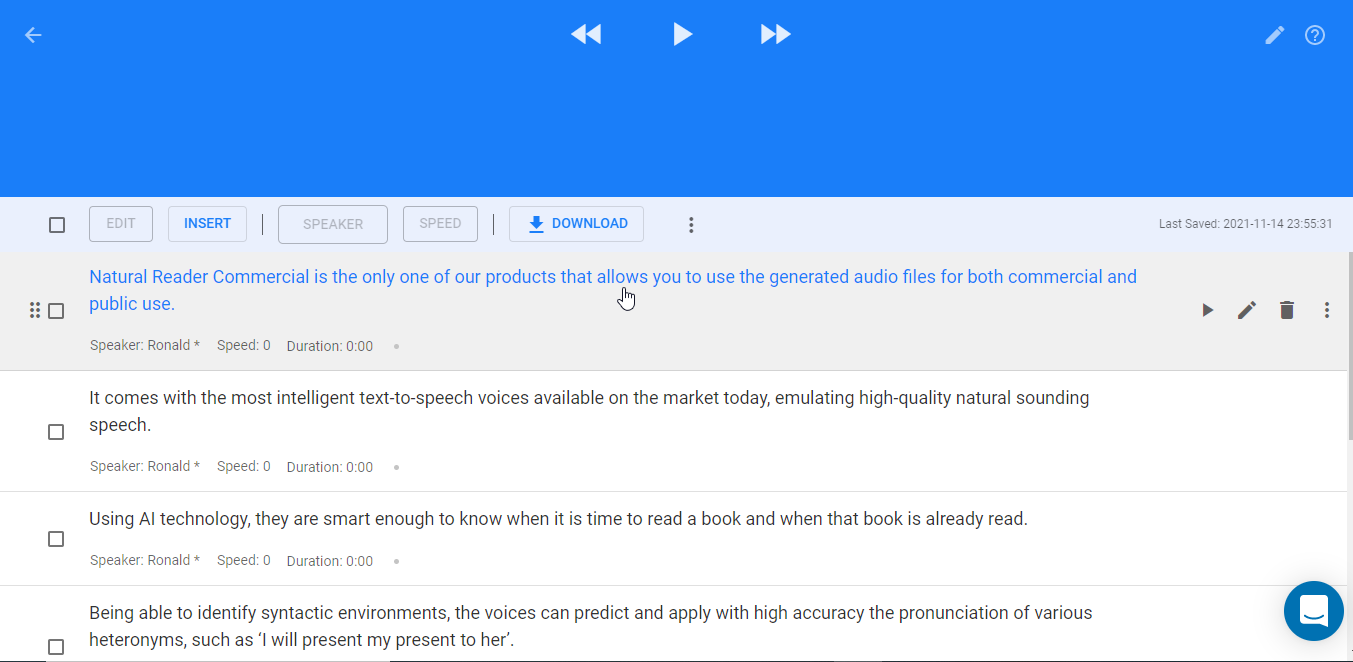 EDIT INSERT SPEAKER SPEED DOWNLOAD Last Saved: 2021-11-14 23:55:31
Natural Reader Commercial is the only one of our products that allows you to use the generated audio files for both commercial and
public use.
Speaker: Ronald * Speed: 0 Duration: 0:00
It comes with the most intelligent text-to-speech voices available on the market today, emulating high-quality natural sounding
speech.
Speaker: Ronald * Speed: 0 Duration: 0:00
Using AI technology, they are smart enough to know when it is time to read a book and when that book is already read.
Speaker: Ronald * Speed: 0 Duration: 0:00
Being able to identify syntactic environments, the voices can predict and apply with high accuracy the pronunciation of various
heteronyms, such as ‘I will present my present to her’.